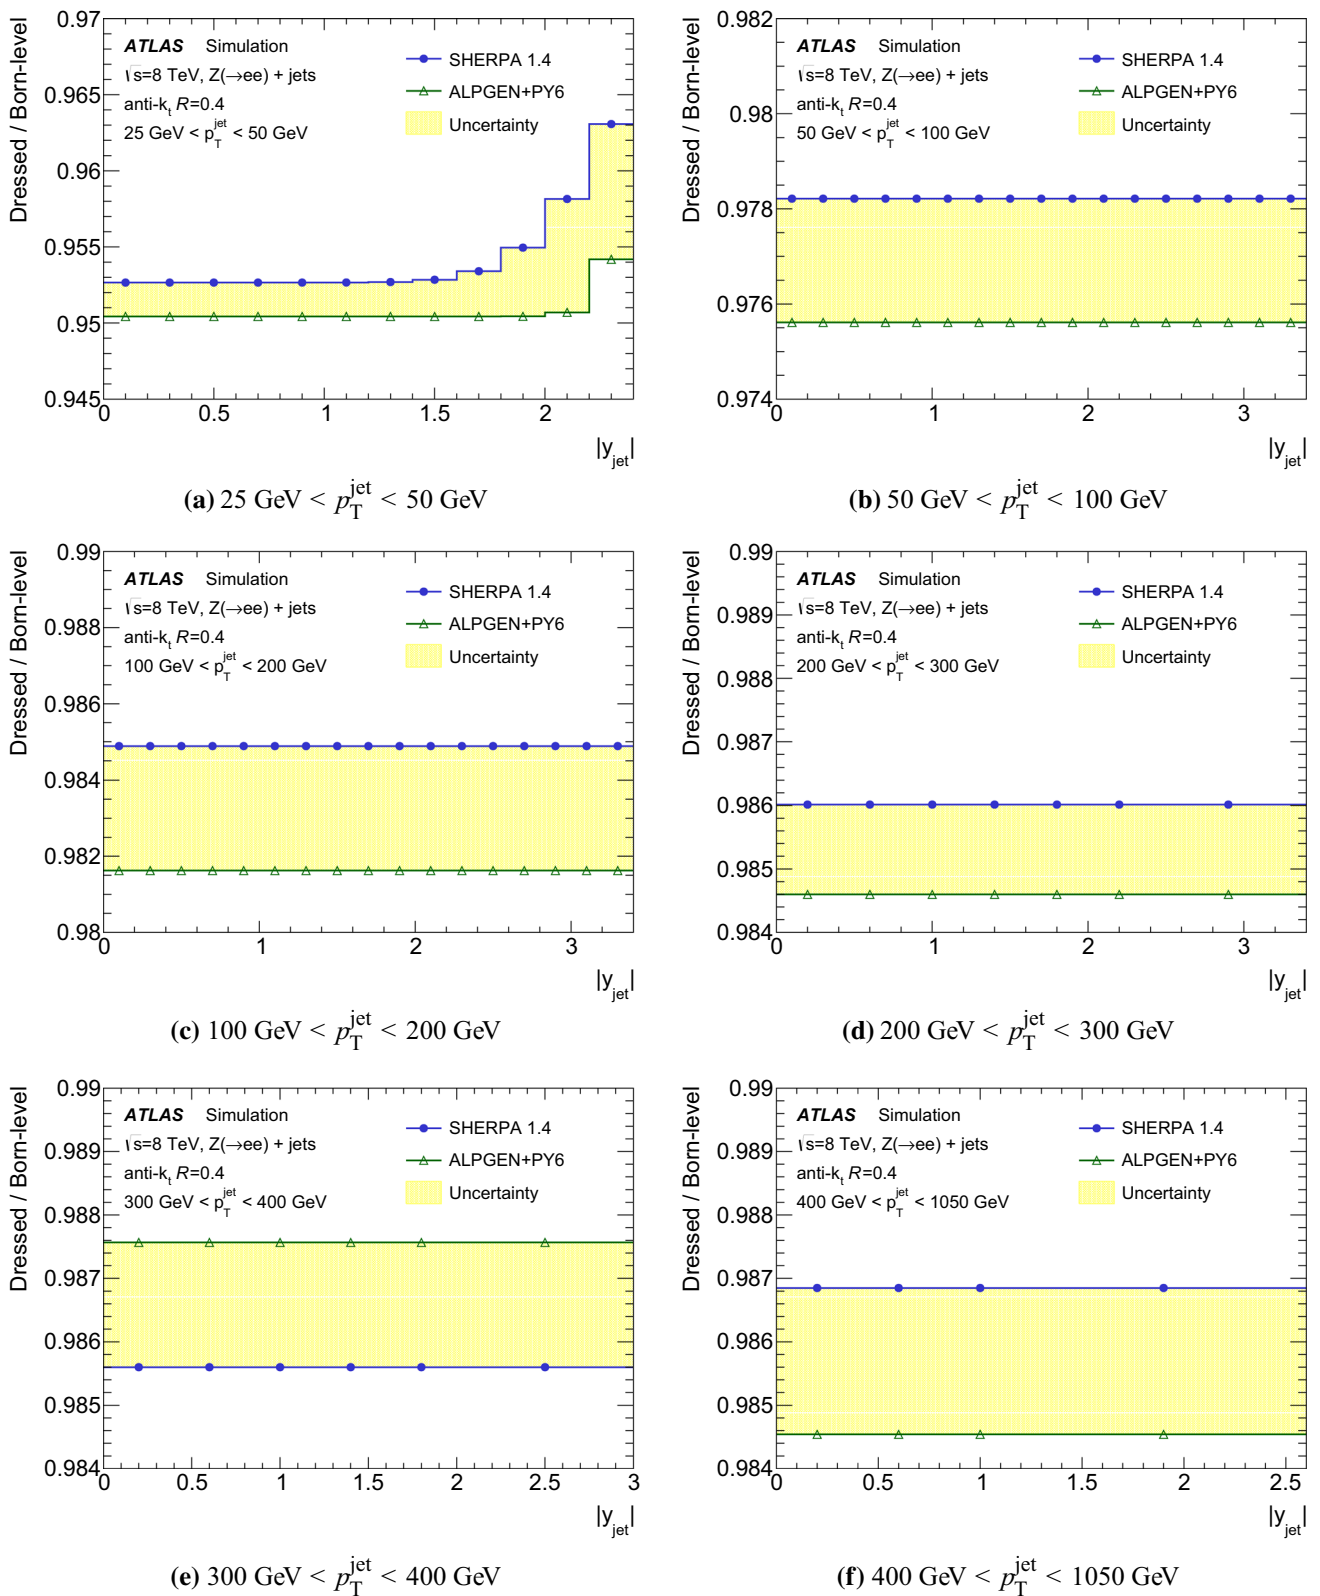 Dressed / Born-level
0.97
0.965
0.96
0.955
0.95
0.945
ATLAS Simulation
√s=8 TeV, Z(→ee) + jets
anti-kt R=0.4
25 GeV < pTjet < 50 GeV
SHERPA 1.4
ALPGEN+PY6
Uncertainty
0 0.5 1 1.5 2
|yjet|
(a) 25 GeV < pTjet < 50 GeV
Dressed / Born-level
0.982
0.98
0.978
0.976
0.974
ATLAS Simulation
√s=8 TeV, Z(→ee) + jets
anti-kt R=0.4
50 GeV < pTjet < 100 GeV
SHERPA 1.4
ALPGEN+PY6
Uncertainty
0 1 2 3
|yjet|
(b) 50 GeV < pTjet < 100 GeV
Dressed / Born-level
0.99
0.988
0.986
0.984
0.982
0.98
ATLAS Simulation
√s=8 TeV, Z(→ee) + jets
anti-kt R=0.4
100 GeV < pTjet < 200 GeV
SHERPA 1.4
ALPGEN+PY6
Uncertainty
0 1 2 3
|yjet|
(c) 100 GeV < pTjet < 200 GeV
Dressed / Born-level
0.99
0.989
0.988
0.987
0.986
0.985
0.984
ATLAS Simulation
√s=8 TeV, Z(→ee) + jets
anti-kt R=0.4
200 GeV < pTjet < 300 GeV
SHERPA 1.4
ALPGEN+PY6
Uncertainty
0 1 2 3
|yjet|
(d) 200 GeV < pTjet < 300 GeV
Dressed / Born-level
0.99
0.989
0.988
0.987
0.986
0.985
0.984
ATLAS Simulation
√s=8 TeV, Z(→ee) + jets
anti-kt R=0.4
300 GeV < pTjet < 400 GeV
SHERPA 1.4
ALPGEN+PY6
Uncertainty
0 0.5 1 1.5 2 2.5 3
|yjet|
(e) 300 GeV < pTjet < 400 GeV
Dressed / Born-level
0.99
0.989
0.988
0.987
0.986
0.985
0.984
ATLAS Simulation
√s=8 TeV, Z(→ee) + jets
anti-kt R=0.4
400 GeV < pTjet < 1050 GeV
SHERPA 1.4
ALPGEN+PY6
Uncertainty
0 0.5 1 1.5 2 2.5
|yjet|
(f) 400 GeV < pTjet < 1050 GeV